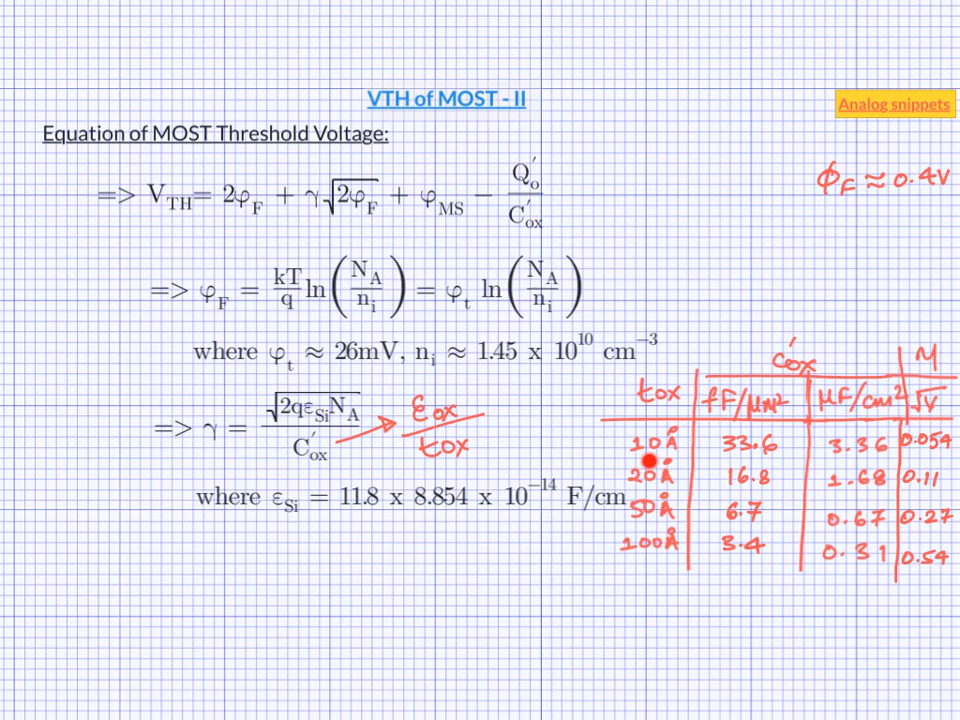 VTH of MOST - II
Analog snippets
Equation of MOST Threshold Voltage:
=> V_TH = 2φ_F + γ√(2φ_F) + φ_MS − Q'_o / C'_ox
ϕ_F ≈ 0.4V
=> φ_F = kT/q ln(N_A/n_i) = φ_t ln(N_A/n_i)
where φ_t ≈ 26mV, n_i ≈ 1.45 x 10^10 cm^−3
=> γ = √(2qε_Si N_A) / C'_ox → ε_ox / tox
where ε_Si = 11.8 x 8.854 x 10^−14 F/cm
C'ox
tox fF/μM² μF/cm² √V
10Å 33.6 3.36 0.054
20Å 16.8 1.68 0.11
50Å 6.7 0.67 0.27
100Å 3.4 0.31 0.54